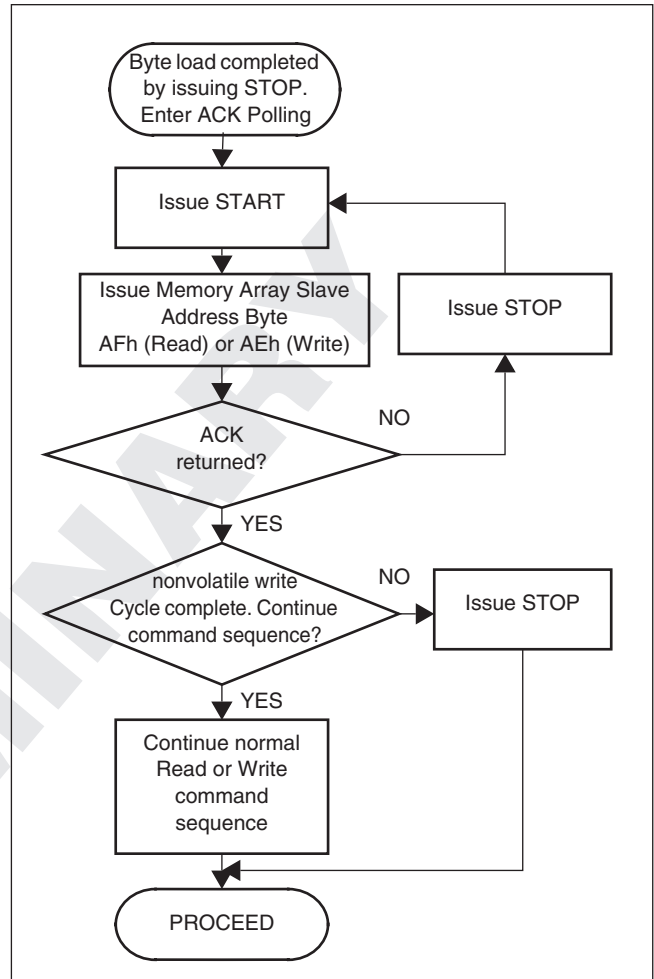 Byte load completed
by issuing STOP.
Enter ACK Polling
Issue START
Issue Memory Array Slave
Address Byte
AFh (Read) or AEh (Write)
Issue STOP
ACK
returned?
NO
YES
nonvolatile write
Cycle complete. Continue
command sequence?
NO
Issue STOP
YES
Continue normal
Read or Write
command
sequence
PROCEED
MINARY